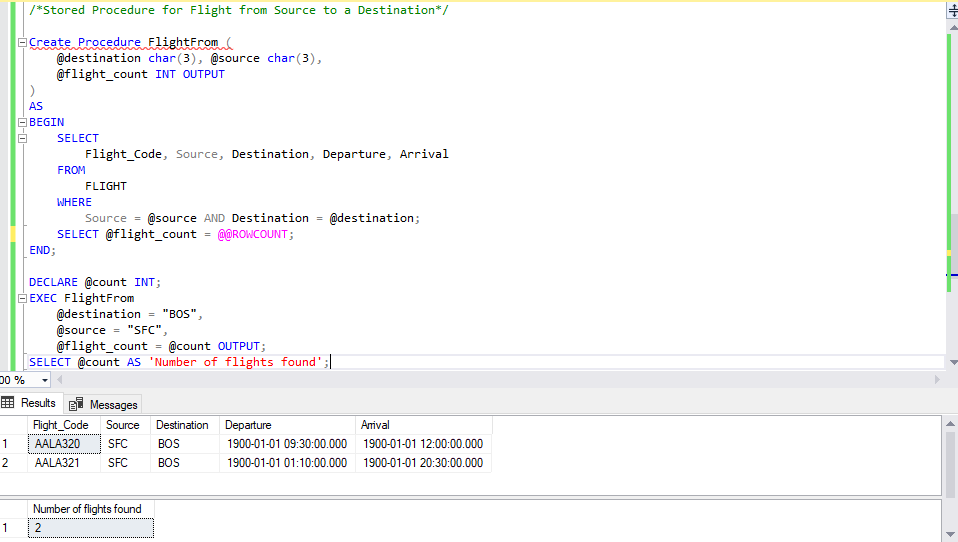 /*Stored Procedure for Flight from Source to a Destination*/
Create Procedure FlightFrom (
@destination char(3), @source char(3),
@flight_count INT OUTPUT
)
AS
BEGIN
SELECT
Flight_Code, Source, Destination, Departure, Arrival
FROM
FLIGHT
WHERE
Source = @source AND Destination = @destination;
SELECT @flight_count = @@ROWCOUNT;
END;
DECLARE @count INT;
EXEC FlightFrom
@destination = "BOS",
@source = "SFC",
@flight_count = @count OUTPUT;
SELECT @count AS 'Number of flights found';
00 %
Results Messages
Flight_Code Source Destination Departure Arrival
1 AALA320 SFC BOS 1900-01-01 09:30:00.000 1900-01-01 12:00:00.000
2 AALA321 SFC BOS 1900-01-01 01:10:00.000 1900-01-01 20:30:00.000
Number of flights found
1 2